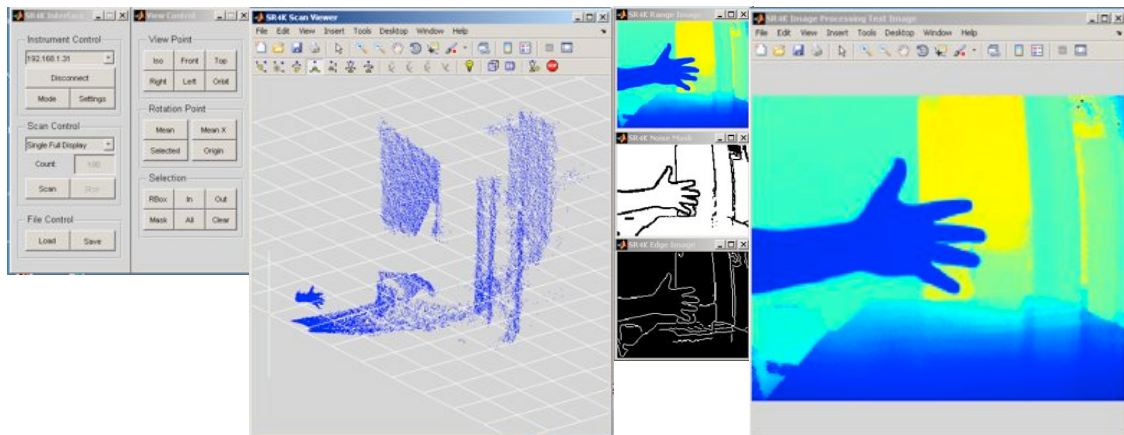 SR4K Interface
Instrument Control
192.168.1.31
Disconnect
Mode Settings
Scan Control
Single Full Display
Count: 100
Scan Stop
File Control
Load Save
View Control
View Point
Iso Front Top
Right Left Orbit
Rotation Point
Mean Mean X
Selected Origin
Selection
RBox In Out
Mask All Clear
SR4K Scan Viewer
File Edit View Insert Tools Desktop Window Help
STOP
SR4K Range Image
SR4K Noise Mask
SR4K Edge Image
SR4K Image Processing Test Image
File Edit View Insert Tools Desktop Window Help